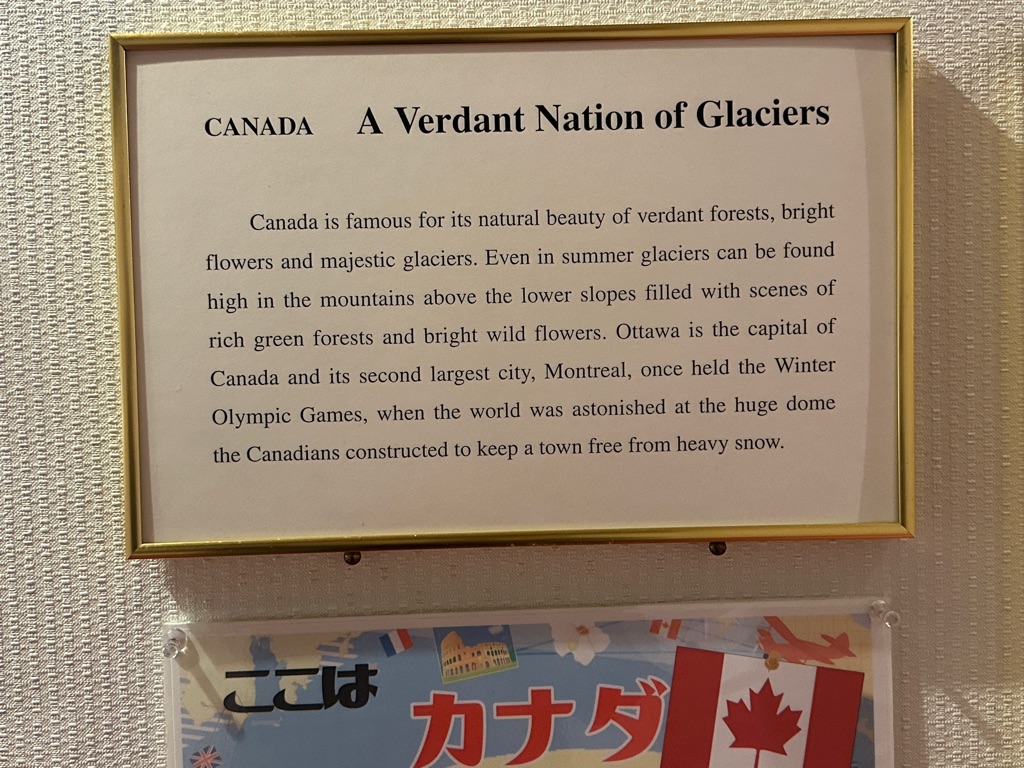 CANADA A Verdant Nation of Glaciers
Canada is famous for its natural beauty of verdant forests, bright
flowers and majestic glaciers. Even in summer glaciers can be found
high in the mountains above the lower slopes filled with scenes of
rich green forests and bright wild flowers. Ottawa is the capital of
Canada and its second largest city, Montreal, once held the Winter
Olympic Games, when the world was astonished at the huge dome
the Canadians constructed to keep a town free from heavy snow.
ここは
カナダ